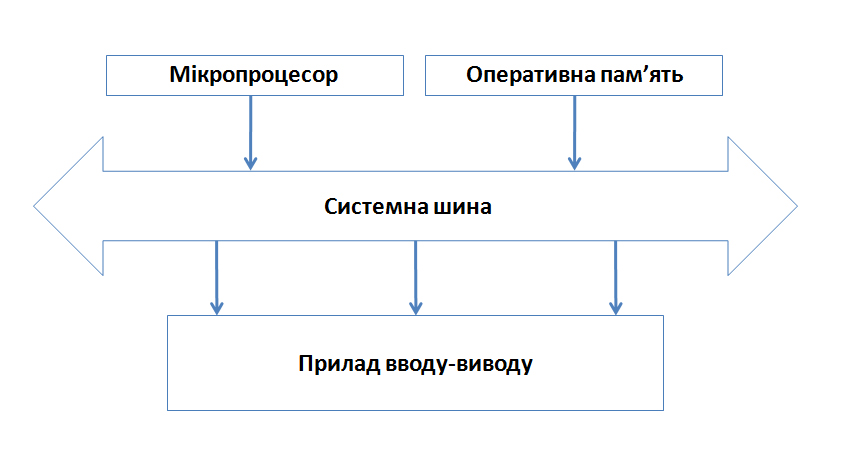 Мікропроцесор
Оперативна пам’ять
Системна шина
Прилад вводу-виводу